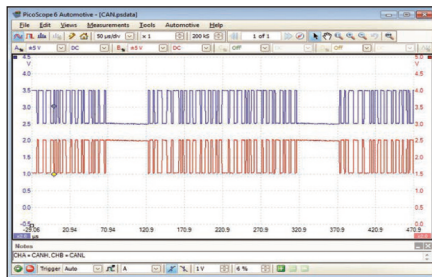 PicoScope 6 Automotive - [CAN.psdata]
File Edit Views Measurements Tools Automotive Help
50 µs/div x 1 200 kS 1 of 1
A ±5 V DC B ±5 V DC Off Off
4.5 5.0
V V
4.0 4.5
3.5 4.0
3.0 3.5
2.5 3.0
2.0 2.5
1.5 2.0
1.0 1.5
0.5 1.0
0.0 0.5
-0.5 0.0
-29.06 20.94 70.94 120.9 170.9 220.9 270.9 320.9 370.9 420.9 470.9
µs
Notes
CHA = CANH, CHB = CANL
Trigger Auto A 1 V 6 %